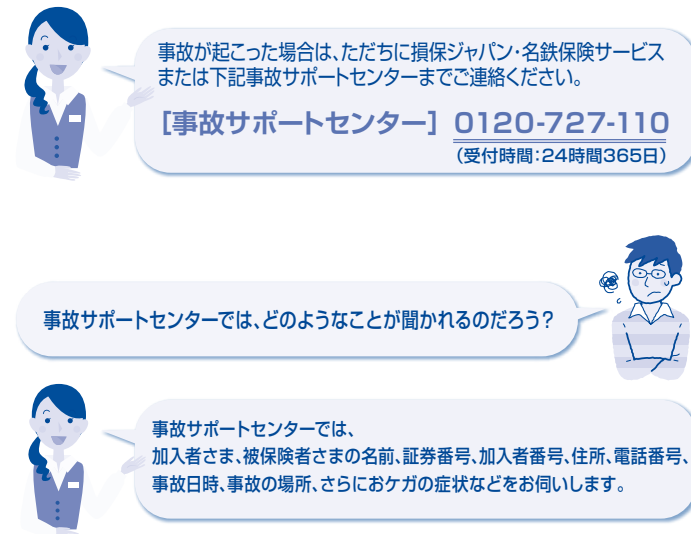 事故が起こった場合は、ただちに損保ジャパン・名鉄保険サービス
または下記事故サポートセンターまでご連絡ください。
[事故サポートセンター] 0120-727-110
(受付時間:24時間365日)
事故サポートセンターでは、どのようなことが聞かれるのだろう?
事故サポートセンターでは、
加入者さま、被保険者さまの名前、証券番号、加入者番号、住所、電話番号、
事故日時、事故の場所、さらにおケガの症状などをお伺いします。